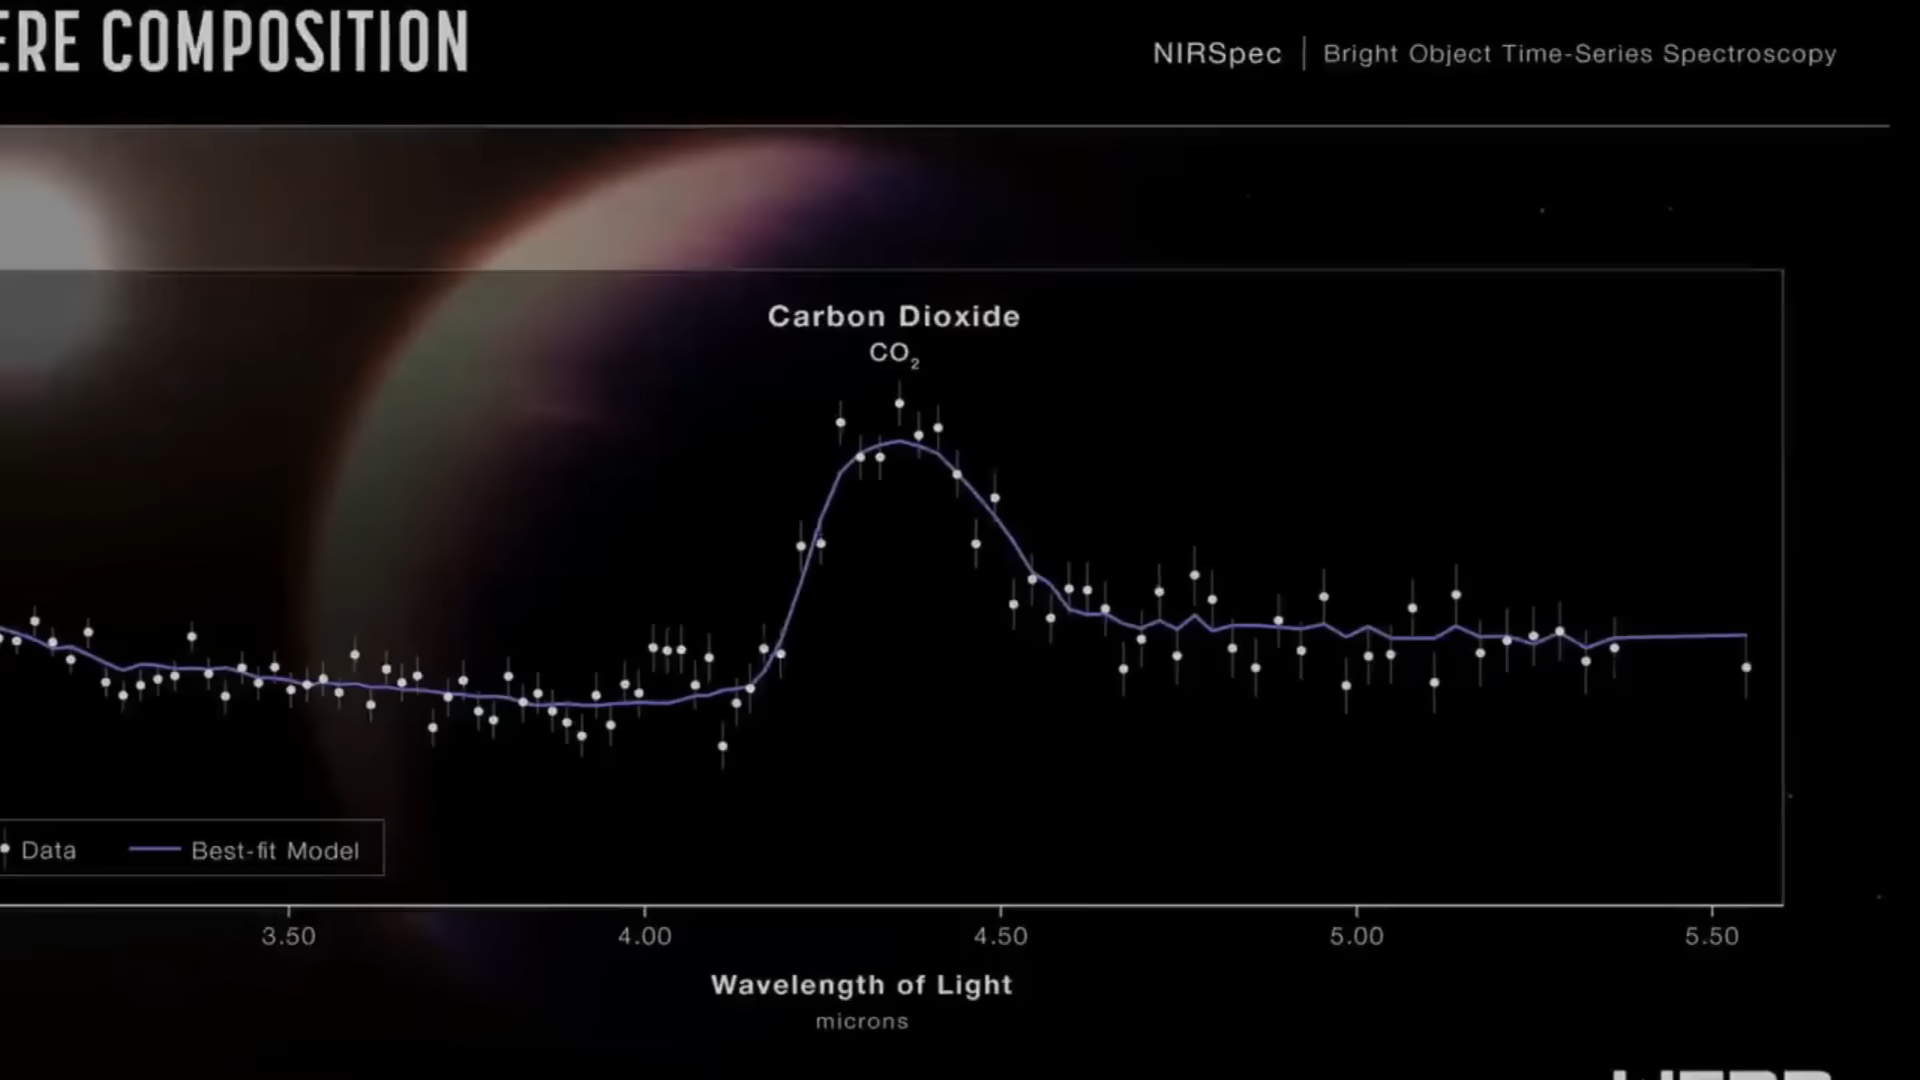 ERE COMPOSITION
NIRSpec | Bright Object Time-Series Spectroscopy
Carbon Dioxide
CO₂
Data
Best-fit Model
3.50 4.00 4.50 5.00 5.50
Wavelength of Light
microns